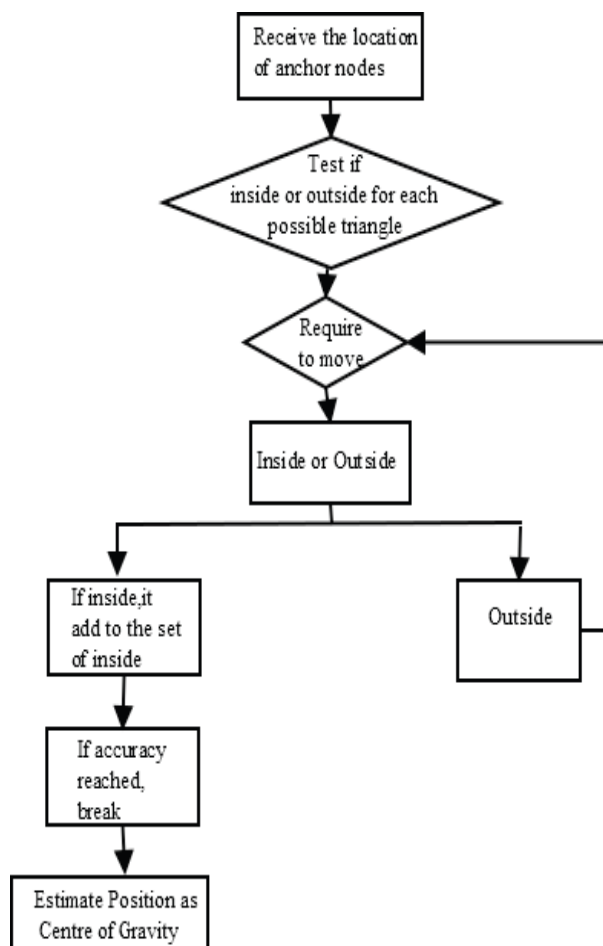 Receive the location
of anchor nodes
Test if
inside or outside for each
possible triangle
Require
to move
Inside or Outside
If inside,it
add to the set
of inside
Outside
If accuracy
reached,
break
Estimate Position as
Centre of Gravity